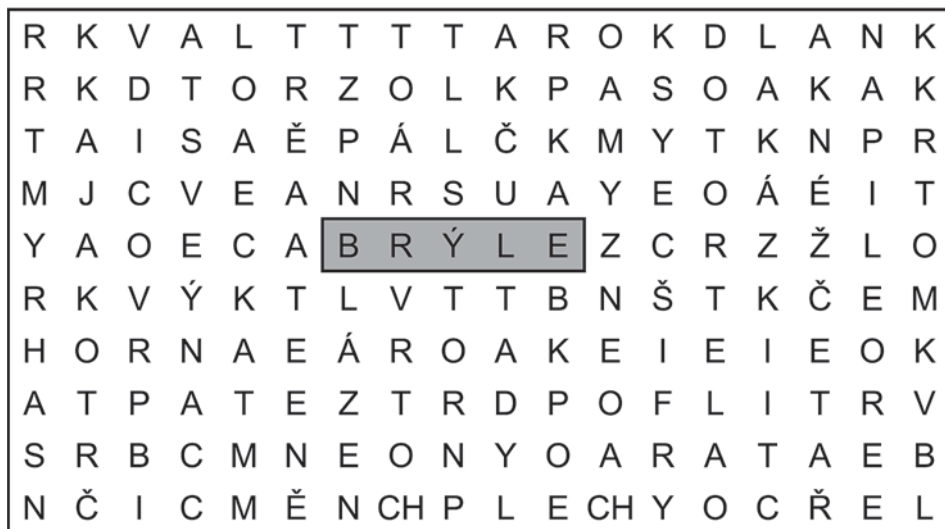 R K V A L T T T T A R O K D L A N K
R K D T O R Z O L K P A S O A K A K
T A I S A Ě P Á L Č K M Y T K N P R
M J C V E A N R S U A Y E O Á É I T
Y A O E C A B R Ý L E Z C R Z Ž L O
R K V Ý K T L V T T B N Š T K Č E M
H O R N A E Á R O A K E I E I E O K
A T P A T E Z T R D P O F L I T R V
S R B C M N E O N Y O A R A T A E B
N Č I C M Ě N CH P L E CH Y O C Ř E L